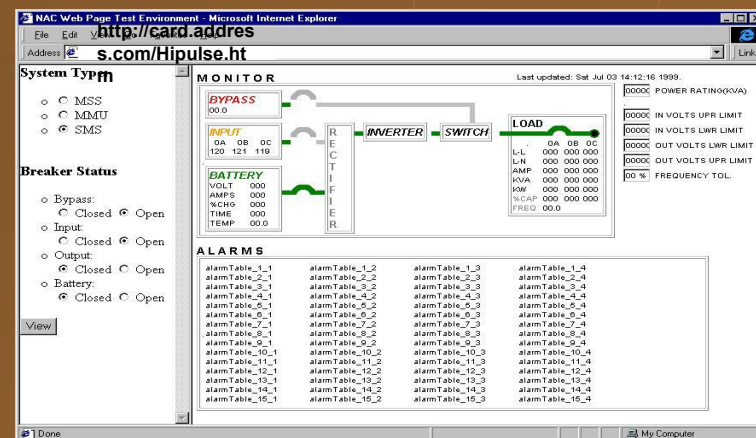 NAC Web Page Test Environment - Microsoft Internet Explorer
File Edit
http://card.addres
s.com/Hipulse.ht
m
Address
Link
System Type
MSS
MMU
SMS
Breaker Status
Bypass:
Closed Open
Input:
Closed Open
Output:
Closed Open
Battery:
Closed Open
View
MONITOR
Last updated: Sat Jul 03 14:12:16 1999.
BYPASS
00.0
INPUT
0A 0B 0C
120 121 119
BATTERY
VOLT 000
AMPS 000
%CHG 000
TIME 000
TEMP 00.0
RECTIFIER
INVERTER
SWITCH
LOAD
0A 0B 0C
L-L 000 000 000
L-N 000 000 000
AMP 000 000 000
KVA 000 000 000
KW 000 000 000
%CAP 000 000 000
FREQ 00.0
0000 POWER RATING(KVA)
0000 IN VOLTS UPR LIMIT
0000 IN VOLTS LWR LIMIT
0000 OUT VOLTS LWR LIMIT
0000 OUT VOLTS UPR LIMIT
00 % FREQUENCY TOL.
ALARMS
alarmTable_1_1 alarmTable_1_2 alarmTable_1_3 alarmTable_1_4
alarmTable_2_1 alarmTable_2_2 alarmTable_2_3 alarmTable_2_4
alarmTable_3_1 alarmTable_3_2 alarmTable_3_3 alarmTable_3_4
alarmTable_4_1 alarmTable_4_2 alarmTable_4_3 alarmTable_4_4
alarmTable_5_1 alarmTable_5_2 alarmTable_5_3 alarmTable_5_4
alarmTable_6_1 alarmTable_6_2 alarmTable_6_3 alarmTable_6_4
alarmTable_7_1 alarmTable_7_2 alarmTable_7_3 alarmTable_7_4
alarmTable_8_1 alarmTable_8_2 alarmTable_8_3 alarmTable_8_4
alarmTable_9_1 alarmTable_9_2 alarmTable_9_3 alarmTable_9_4
alarmTable_10_1 alarmTable_10_2 alarmTable_10_3 alarmTable_10_4
alarmTable_11_1 alarmTable_11_2 alarmTable_11_3 alarmTable_11_4
alarmTable_12_1 alarmTable_12_2 alarmTable_12_3 alarmTable_12_4
alarmTable_13_1 alarmTable_13_2 alarmTable_13_3 alarmTable_13_4
alarmTable_14_1 alarmTable_14_2 alarmTable_14_3 alarmTable_14_4
alarmTable_15_1 alarmTable_15_2 alarmTable_15_3 alarmTable_15_4
Done
My Computer